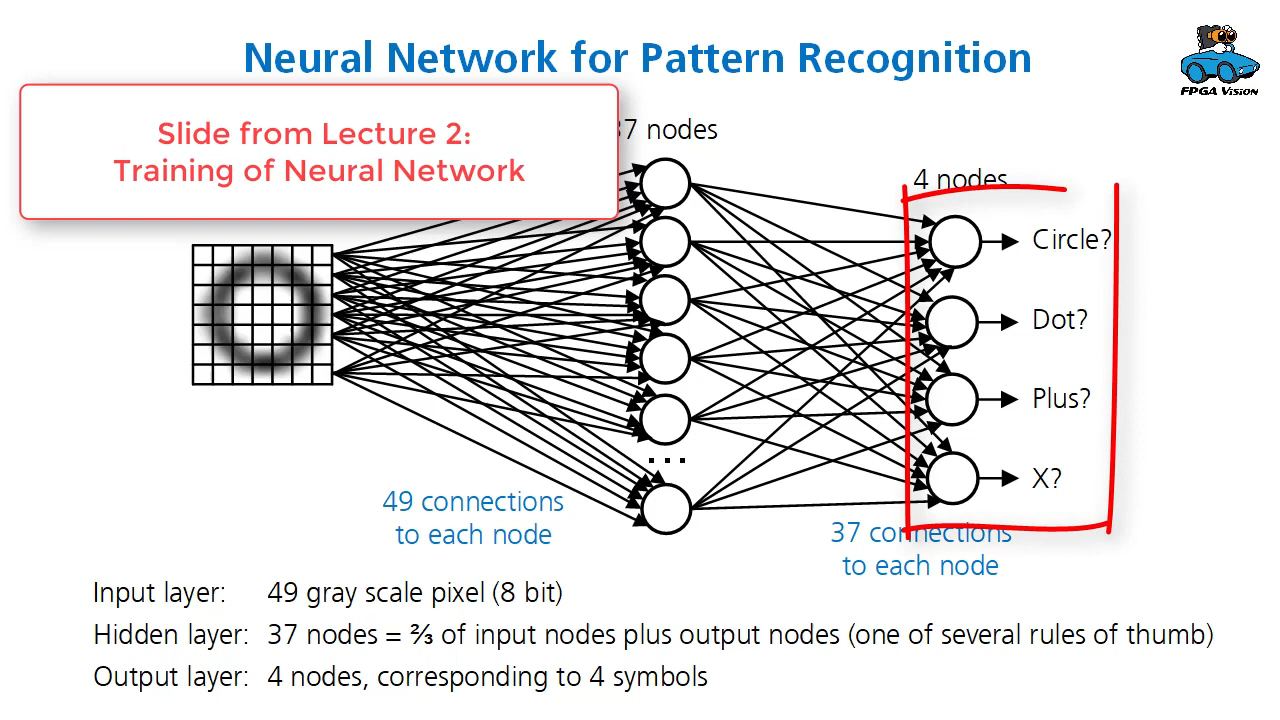 Neural Network for Pattern Recognition
FPGA Vision
Slide from Lecture 2:
Training of Neural Network
7 nodes
4 nodes
Circle?
Dot?
Plus?
X?
...
49 connections
to each node
37 connections
to each node
Input layer: 49 gray scale pixel (8 bit)
Hidden layer: 37 nodes = ⅔ of input nodes plus output nodes (one of several rules of thumb)
Output layer: 4 nodes, corresponding to 4 symbols